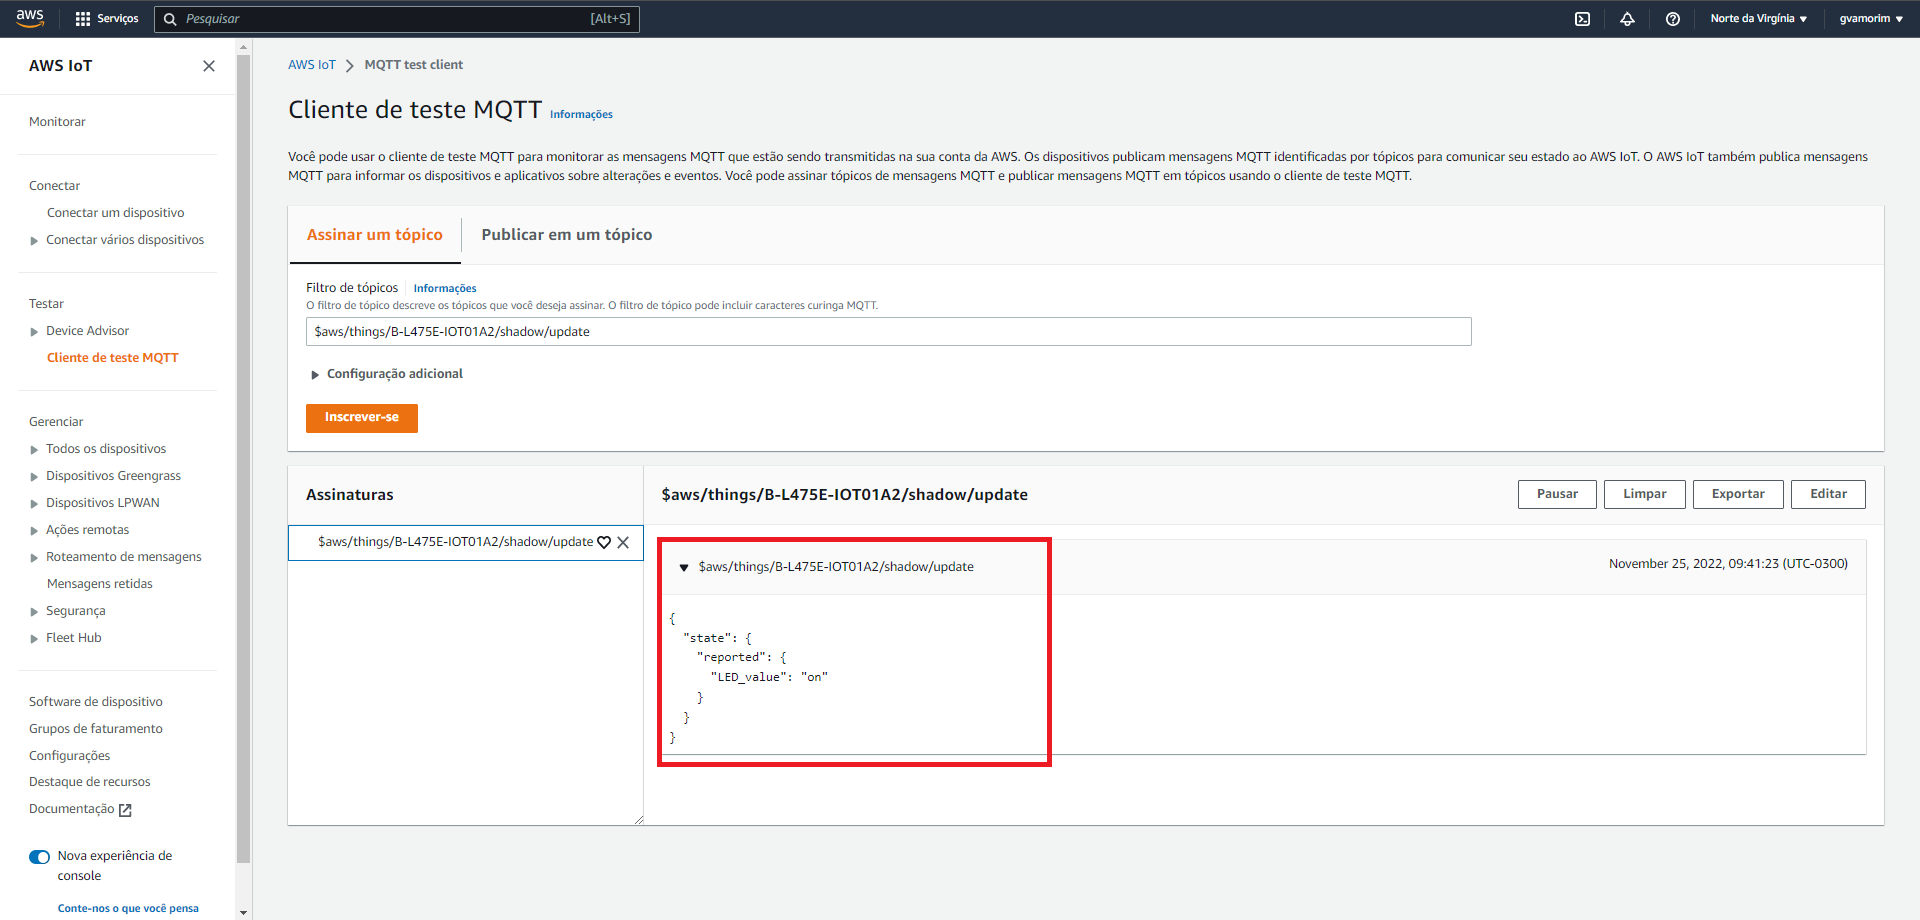 aws
Serviços
Pesquisar
[Alt+S]
Norte da Virgínia
gvamorim
AWS IoT
Monitorar
Conectar
Conectar um dispositivo
Conectar vários dispositivos
Testar
Device Advisor
Cliente de teste MQTT
Gerenciar
Todos os dispositivos
Dispositivos Greengrass
Dispositivos LPWAN
Ações remotas
Roteamento de mensagens
Mensagens retidas
Segurança
Fleet Hub
Software de dispositivo
Grupos de faturamento
Configurações
Destaque de recursos
Documentação
Nova experiência de
console
Conte-nos o que você pensa
AWS IoT
MQTT test client
Cliente de teste MQTT
Informações
Você pode usar o cliente de teste MQTT para monitorar as mensagens MQTT que estão sendo transmitidas na sua conta da AWS. Os dispositivos publicam mensagens MQTT identificadas por tópicos para comunicar seu estado ao AWS IoT. O AWS IoT também publica mensagens
MQTT para informar os dispositivos e aplicativos sobre alterações e eventos. Você pode assinar tópicos de mensagens MQTT e publicar mensagens MQTT em tópicos usando o cliente de teste MQTT.
Assinar um tópico
Publicar em um tópico
Filtro de tópicos
Informações
O filtro de tópico descreve os tópicos que você deseja assinar. O filtro de tópico pode incluir caracteres curinga MQTT.
$aws/things/B-L475E-IOT01A2/shadow/update
Configuração adicional
Inscrever-se
Assinaturas
$aws/things/B-L475E-IOT01A2/shadow/update
$aws/things/B-L475E-IOT01A2/shadow/update
Pausar
Limpar
Exportar
Editar
$aws/things/B-L475E-IOT01A2/shadow/update
November 25, 2022, 09:41:23 (UTC-0300)
{
"state": {
"reported": {
"LED_value": "on"
}
}
}